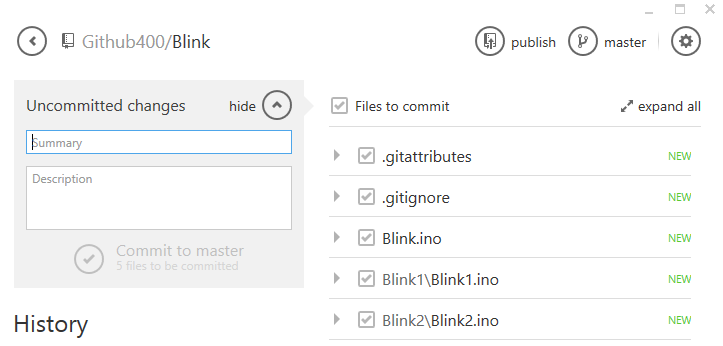 Github400/Blink
publish
master
Uncommitted changes
hide
Summary
Description
Commit to master
5 files to be committed
History
Files to commit
expand all
.gitattributes NEW
.gitignore NEW
Blink.ino NEW
Blink1\Blink1.ino NEW
Blink2\Blink2.ino NEW